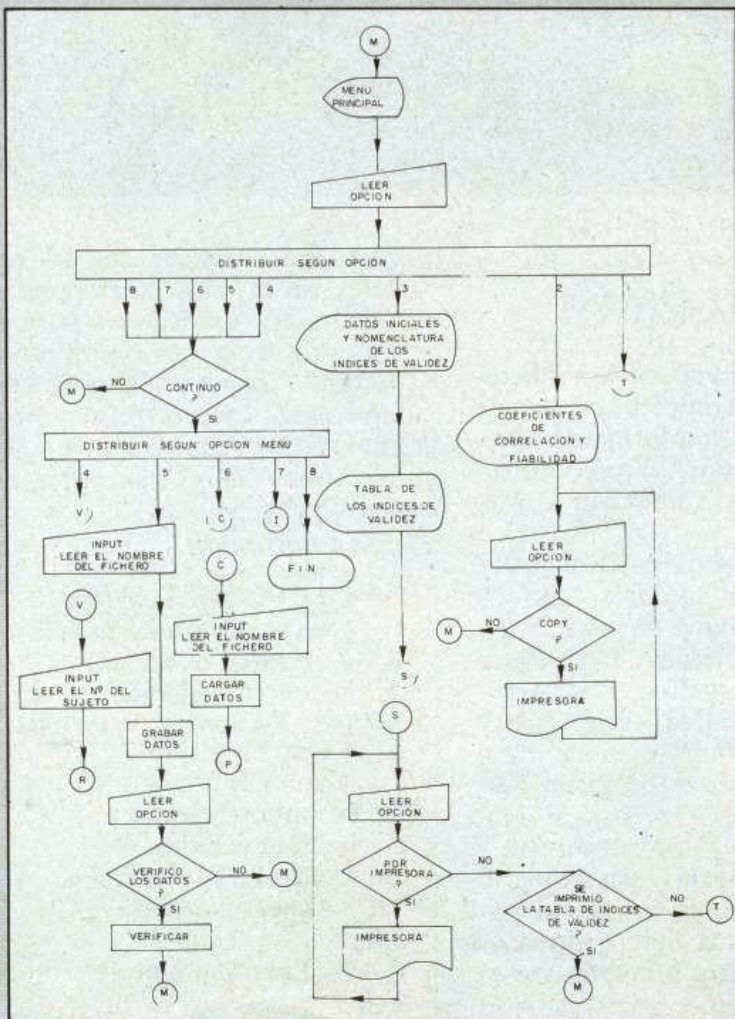 M
MENU
PRINCIPAL
LEER
OPCION
DISTRIBUIR SEGUN OPCIÓN
8 7 6 5 4 3 2 1
DATOS INICIALES
Y NOMENCLATURA
DE LOS
INDICES DE VALIDEZ
T
M
NO
CONTINUO
?
SI
COEFICIENTES
DE
CORRELACION Y
FIABILIDAD
DISTRIBUIR SEGUN OPCION MENU
4 5 6 7 8
V
C
I
TABLA DE
LOS INDICES DE
VALIDEZ
INPUT
LEER EL NOMBRE
DEL FICHERO
FIN
LEER
OPCION
V
C
INPUT
LEER EL NOMBRE
DEL FICHERO
M
NO
COPY
?
SI
IMPRESORA
INPUT
LEER EL Nº DEL
SUJETO
CARGAR
DATOS
S
S
R
GRABAR
DATOS
P
LEER
OPCION
LEER
OPCION
VERIFICO
LOS DATOS
?
NO
M
SI
VERIFICAR
M
POR
IMPRESORA
?
NO
SI
IMPRESORA
SE
IMPRIMIO
LA TABLA DE INDICES
DE VALIDEZ
?
NO
T
SI
M